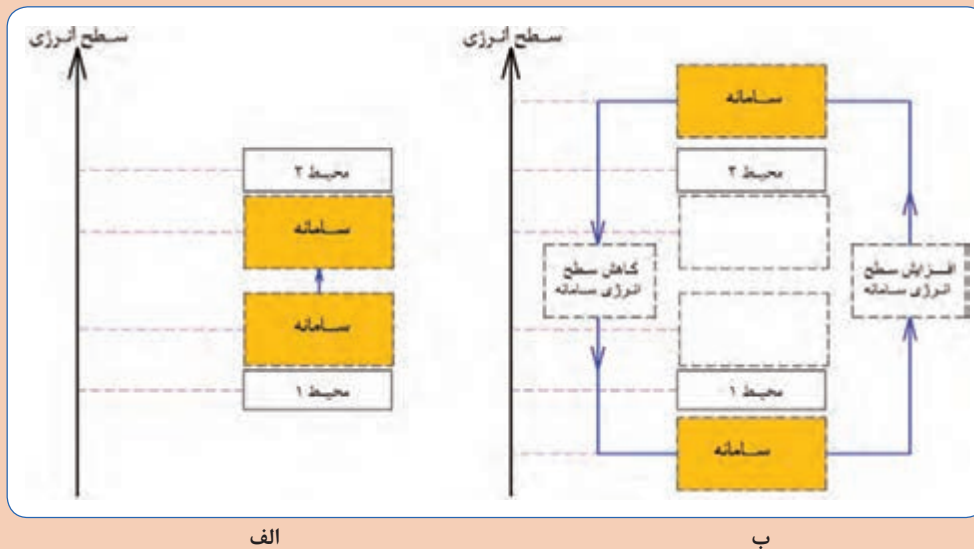 سطح انرژی
سامانه
محیط ۲
کاهش سطح
انرژی سامانه
افزایش سطح
انرژی سامانه
محیط ۱
سامانه
ب
سطح انرژی
محیط ۲
سامانه
سامانه
محیط ۱
الف